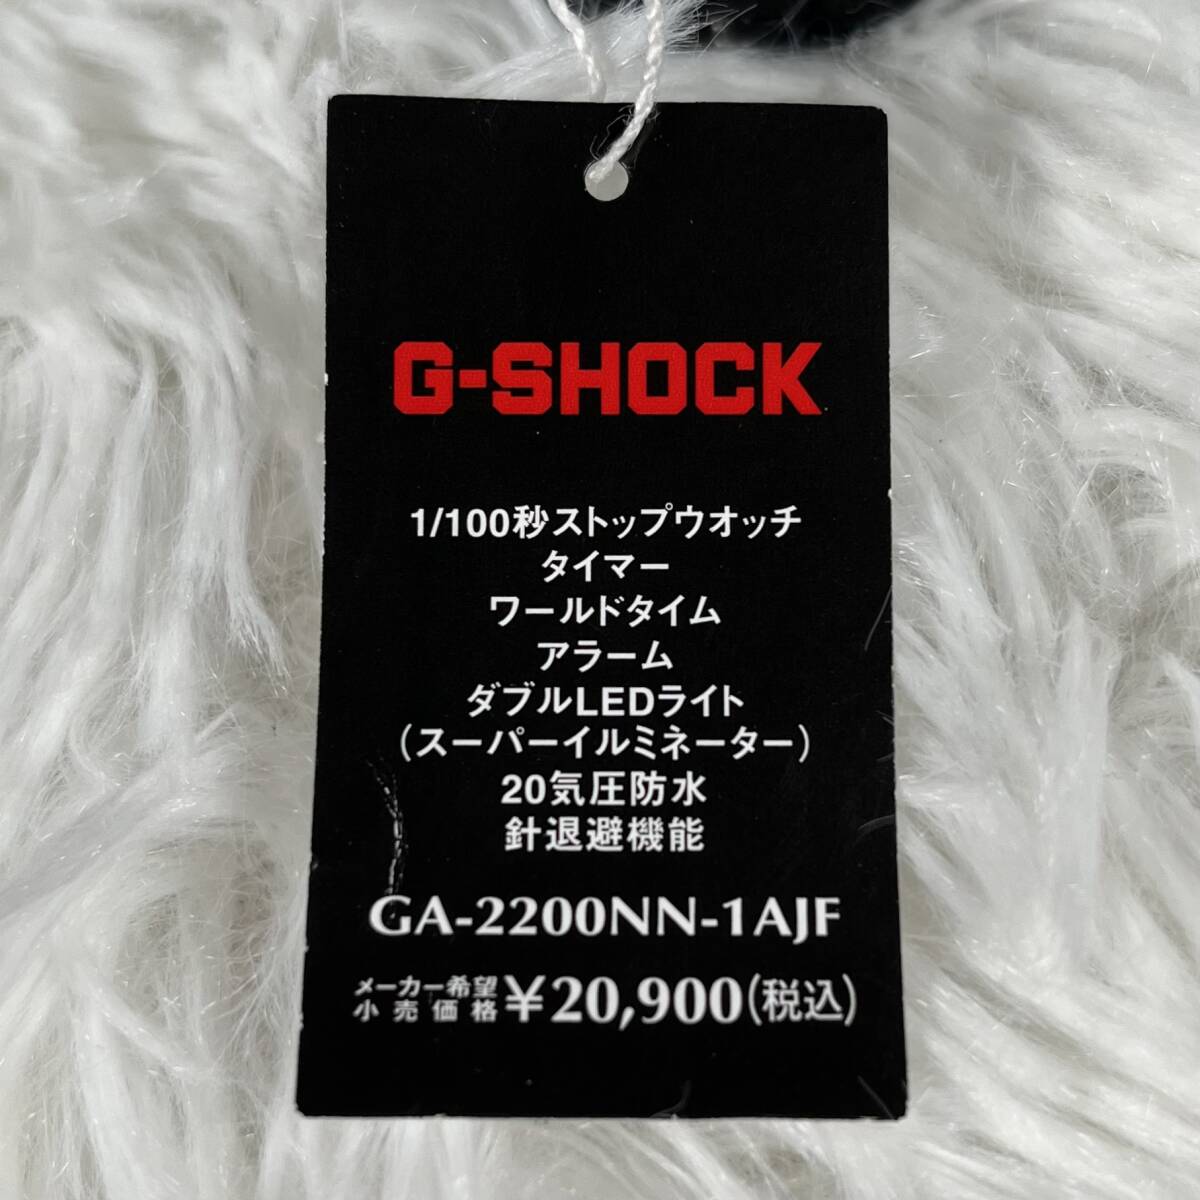 G-SHOCK
1/100秒ストップウオッチ
タイマー
ワールドタイム
アラーム
ダブルLEDライト
(スーパーイルミネーター)
20気圧防水
針退避機能
GA-2200NN-1AJF
メーカー希望
小売価格 ¥20,900(税込)